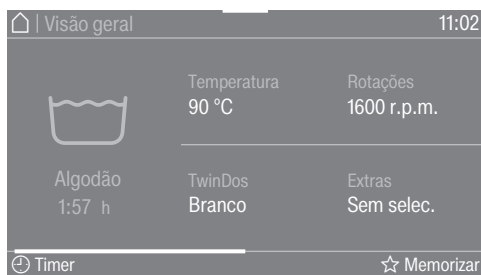 | Visão geral 11:02
Temperatura Rotações
90 °C 1600 r.p.m.
Algodão TwinDos Extras
1:57 h Branco Sem selec.
Timer Memorizar